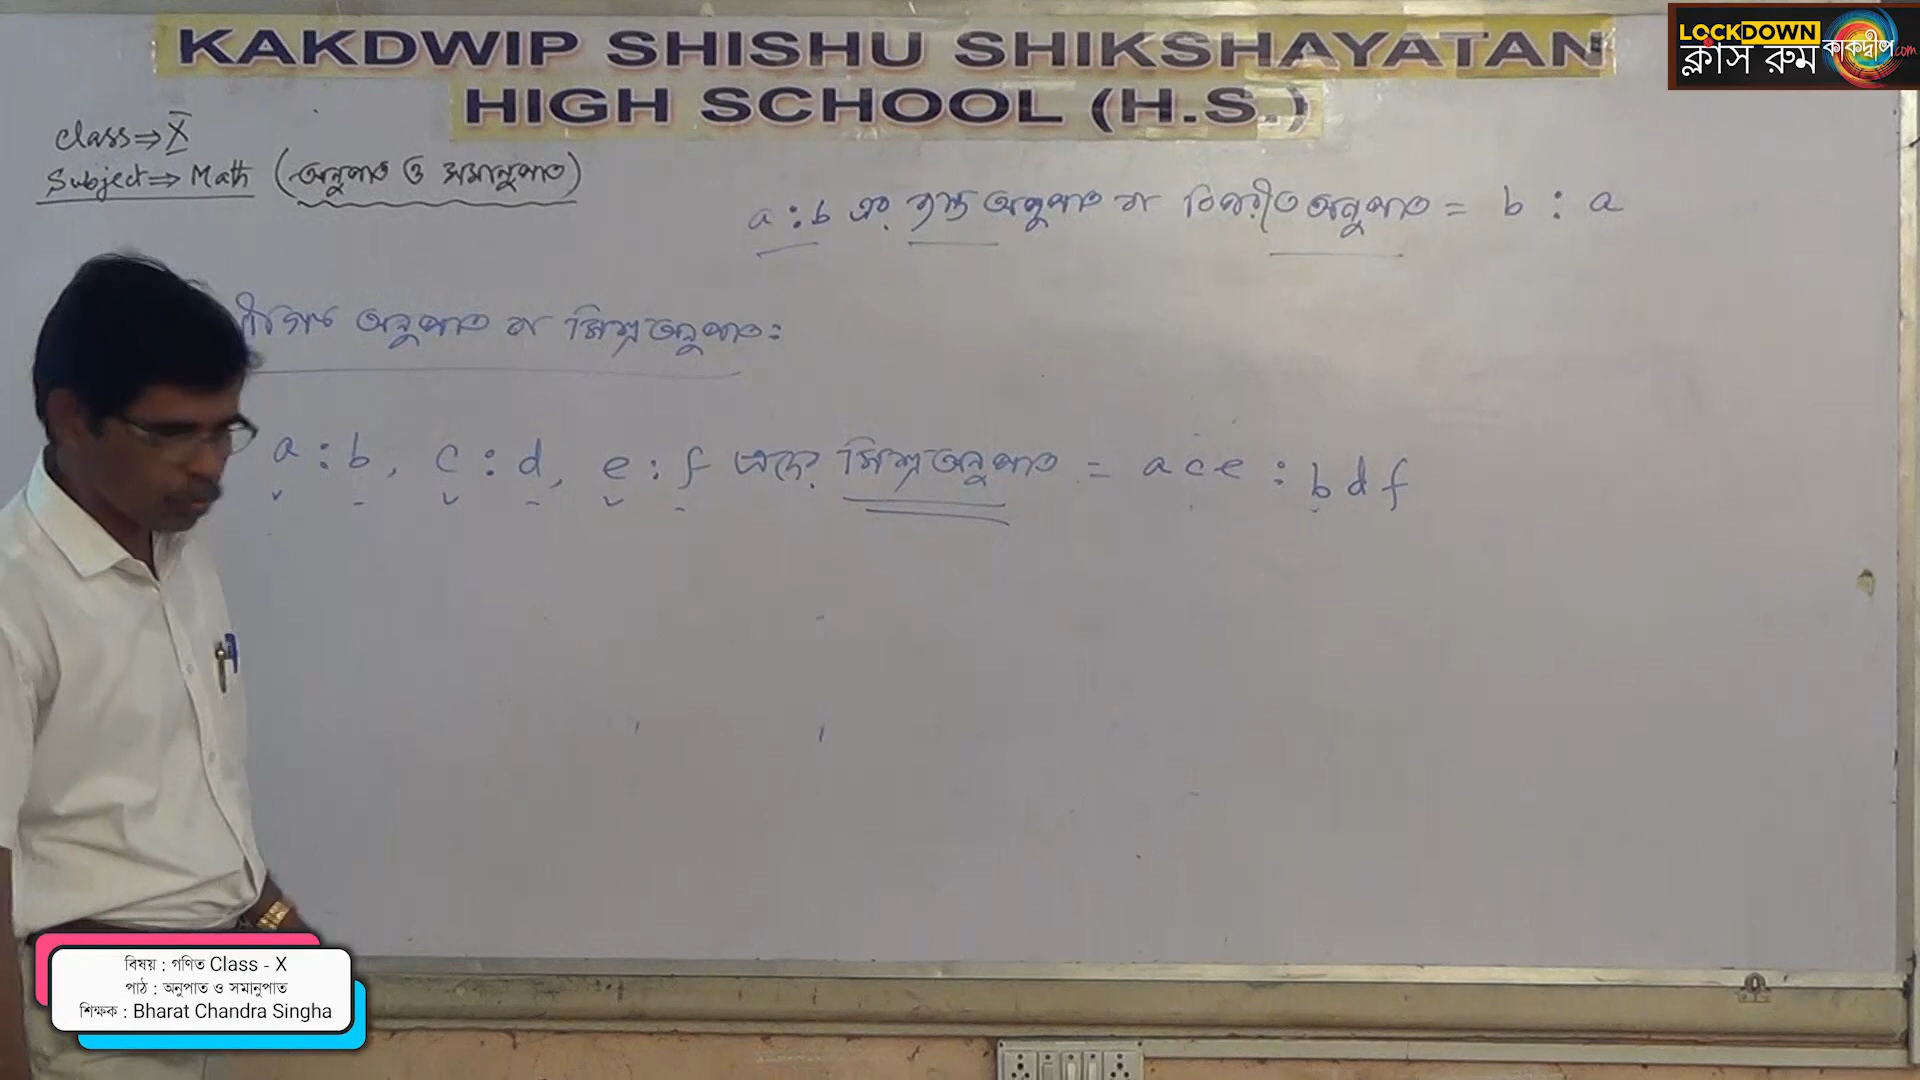 KAKDWIP SHISHU SHIKSHAYATAN
HIGH SCHOOL (H.S.)
LOCKDOWN
ক্লাস রুম কাকদ্বীপ.com
Class ⇒ X
Subject ⇒ Math (অনুপাত ও সমানুপাত)
a : b এর ব্যস্ত অনুপাত বা বিপরীত অনুপাত = b : a
অনুপাত বা মিশ্র অনুপাত :
a : b, c : d, e : f এদের মিশ্র অনুপাত = ace : bdf
বিষয় : গণিত Class - X
পাঠ : অনুপাত ও সমানুপাত
শিক্ষক : Bharat Chandra Singha